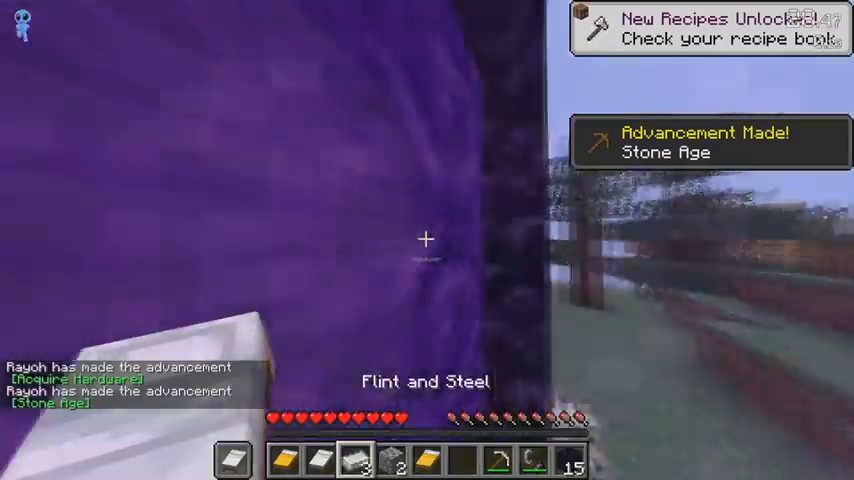 New Recipes Unlocked!
Check your recipe book
Advancement Made!
Stone Age
Rayoh has made the advancement
[Acquire Hardware]
Rayoh has made the advancement
[Stone Age]
Flint and Steel
3
2
15